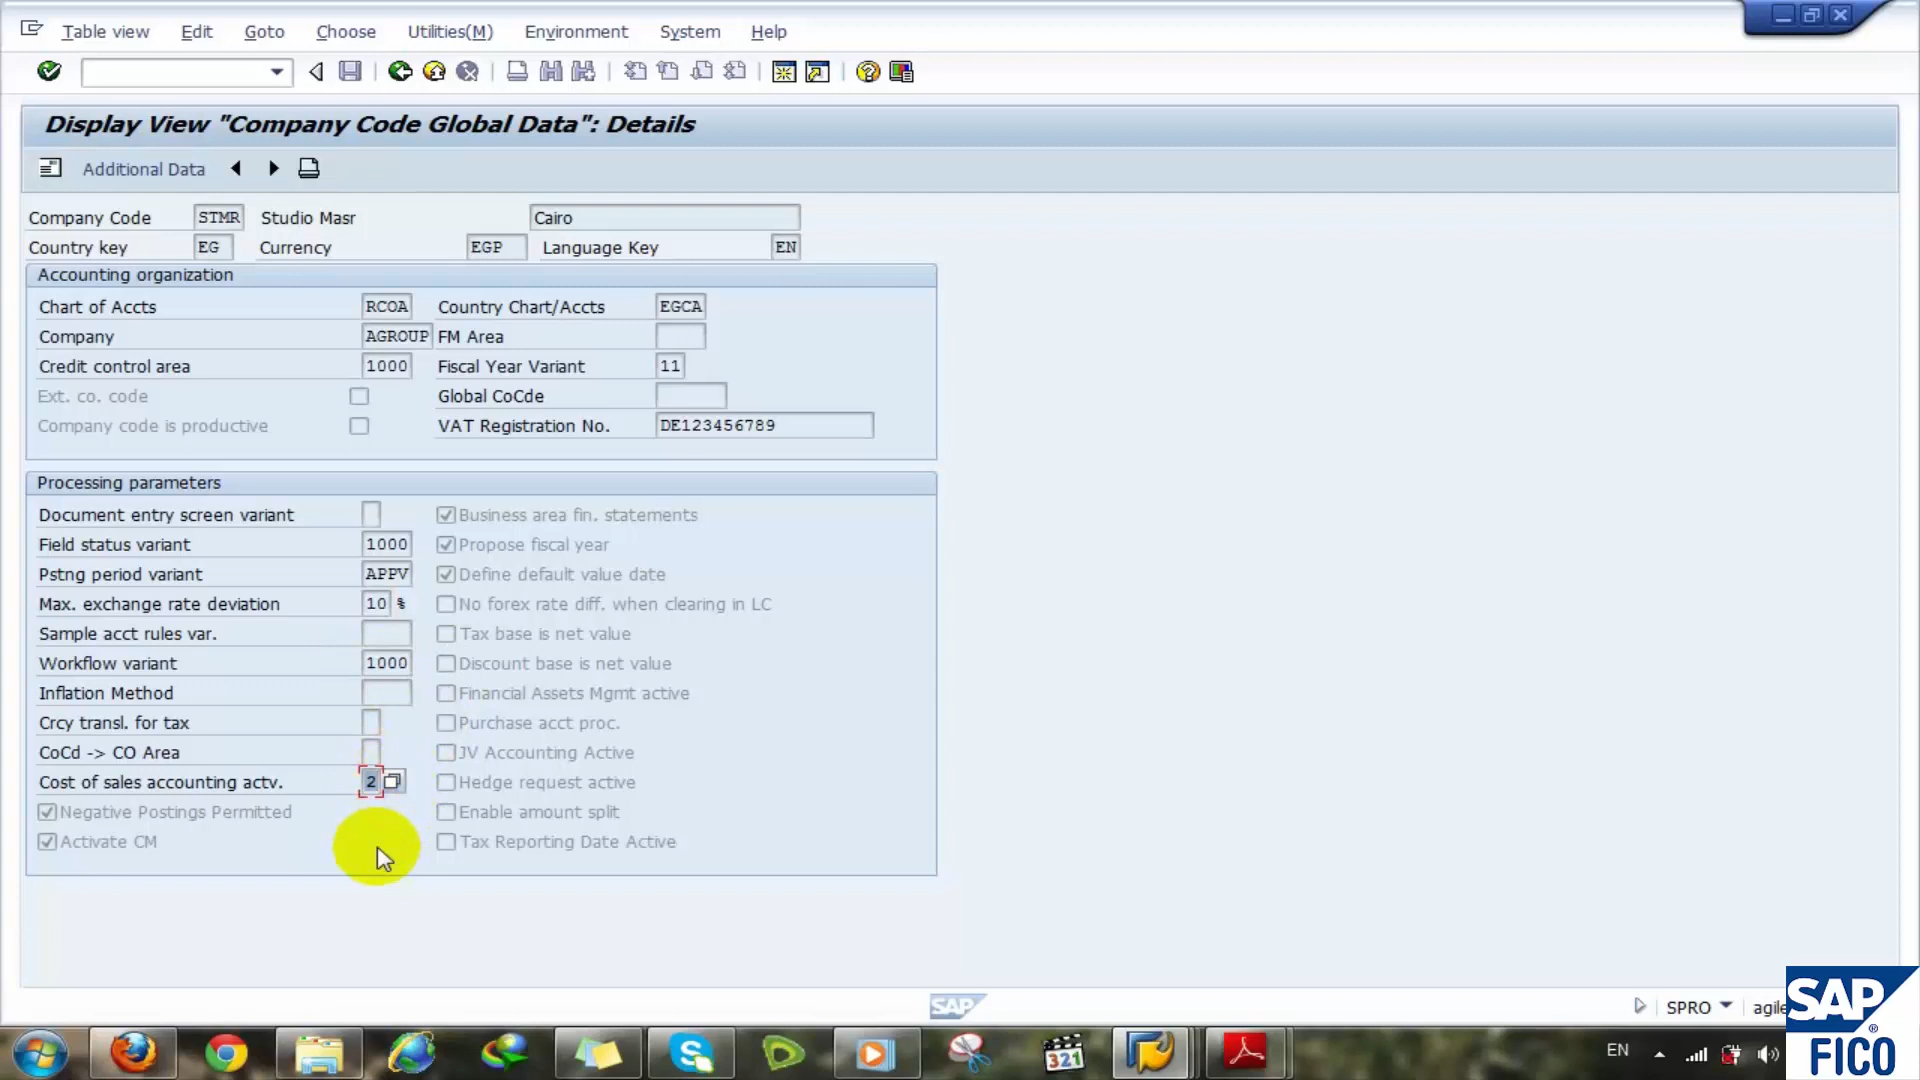 Table view Edit Goto Choose Utilities(M) Environment System Help
Display View "Company Code Global Data": Details
Additional Data
Company Code STMR Studio Masr Cairo
Country key EG Currency EGP Language Key EN
Accounting organization
Chart of Accts RCOA Country Chart/Accts EGCA
Company AGROUP FM Area
Credit control area 1000 Fiscal Year Variant 11
Ext. co. code Global CoCde
Company code is productive VAT Registration No. DE123456789
Processing parameters
Document entry screen variant Business area fin. statements
Field status variant 1000 Propose fiscal year
Pstng period variant APPV Define default value date
Max. exchange rate deviation 10 % No forex rate diff. when clearing in LC
Sample acct rules var. Tax base is net value
Workflow variant 1000 Discount base is net value
Inflation Method Financial Assets Mgmt active
Crcy transl. for tax Purchase acct proc.
CoCd -> CO Area JV Accounting Active
Cost of sales accounting actv. 2 Hedge request active
Negative Postings Permitted Enable amount split
Activate CM Tax Reporting Date Active
SAP SPRO agile
SAP ®
FICO
321 EN